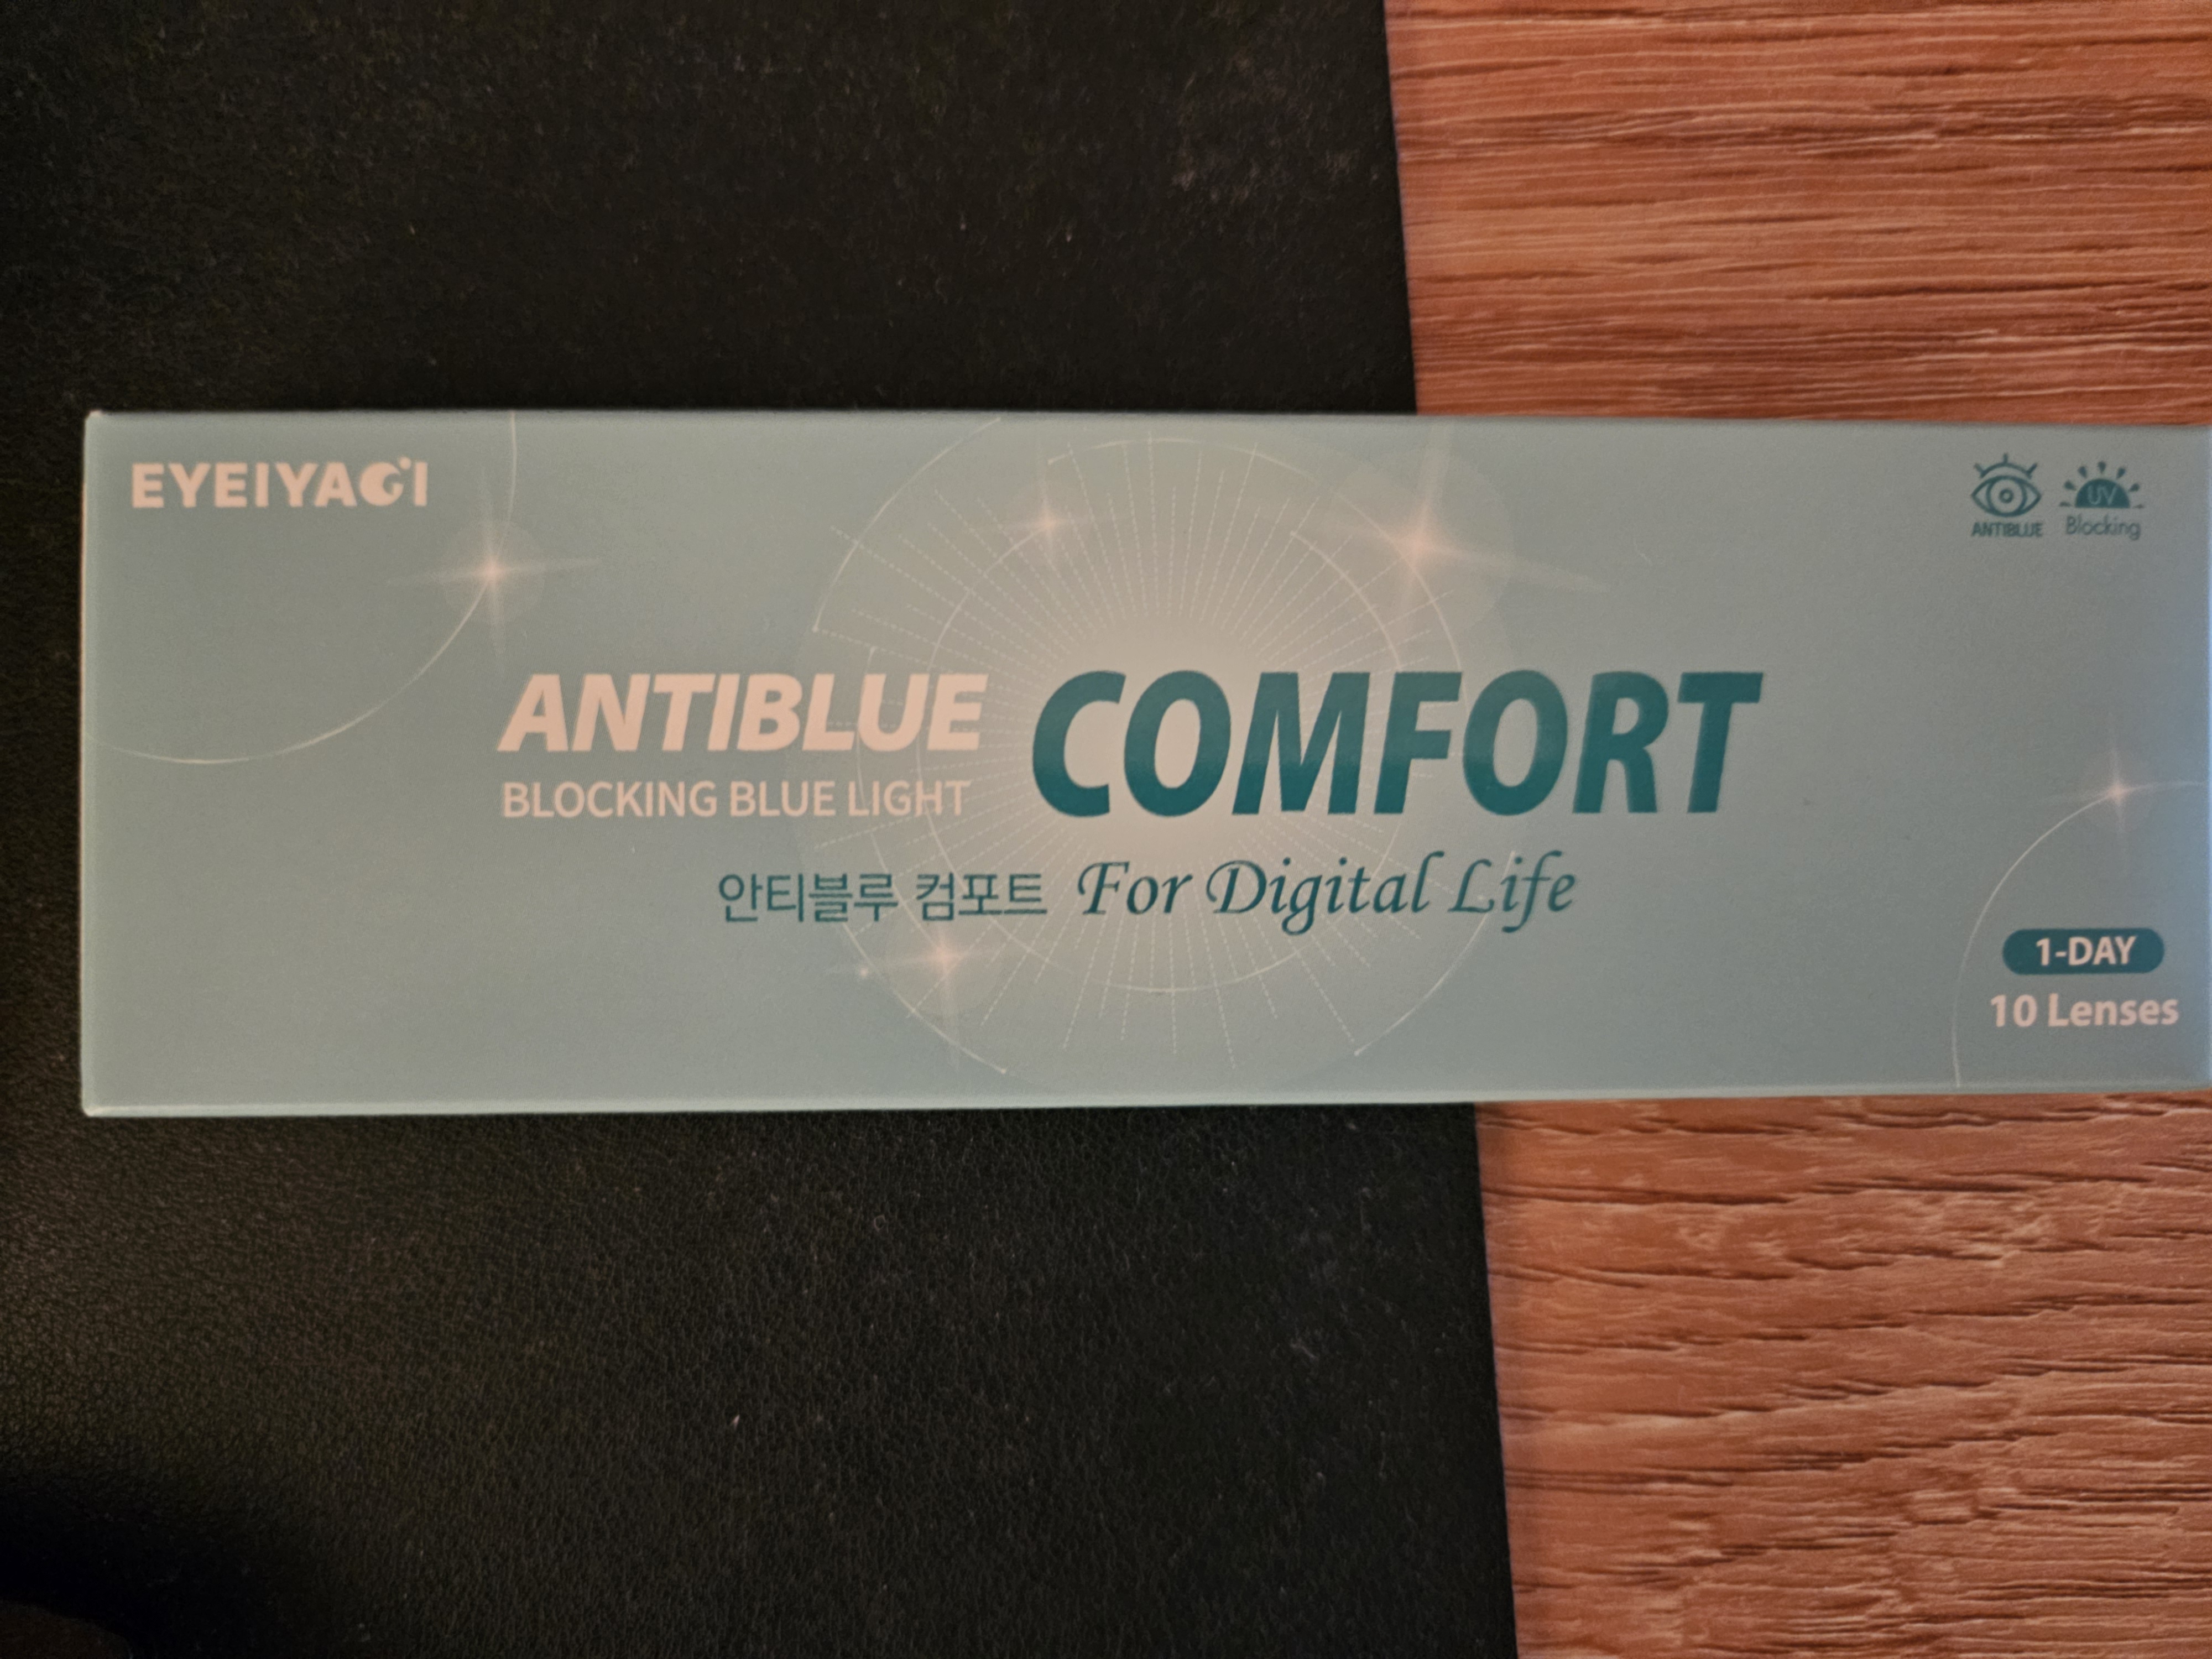 EYEIYAGI
ANTIBLUE
UV
Blocking
ANTIBLUE COMFORT
BLOCKING BLUE LIGHT
안티블루 컴포트 For Digital Life
1-DAY
10 Lenses